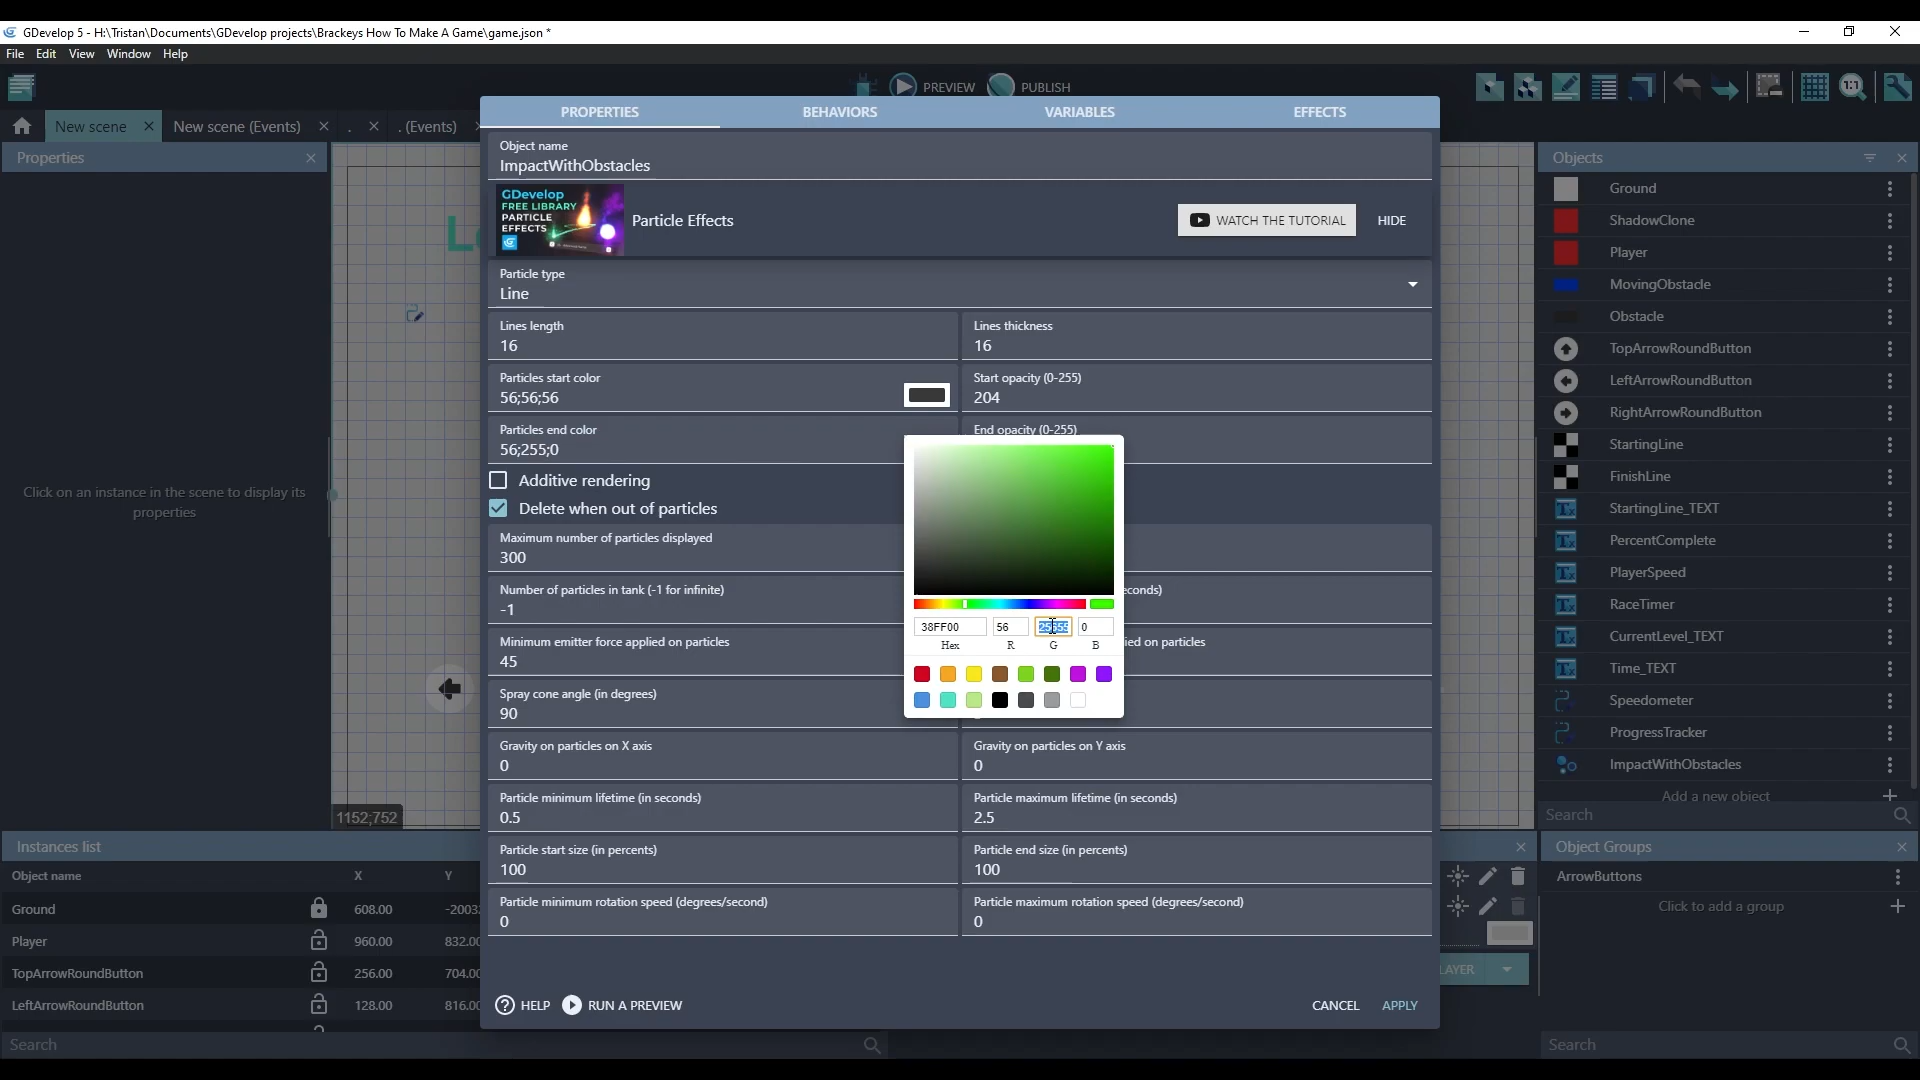 GDevelop 5 - H:\Tristan\Documents\GDevelop projects\Brackeys How To Make A Game\game.json *
File Edit View Window Help
PREVIEW PUBLISH
New scene New scene (Events) . . (Events)
Properties
Click on an instance in the scene to display its
properties
1152;752
PROPERTIES BEHAVIORS VARIABLES EFFECTS
Object name
ImpactWithObstacles
GDevelop
FREE LIBRARY
PARTICLE
EFFECTS
Particle Effects
WATCH THE TUTORIAL HIDE
Particle type
Line
Lines length
16
Lines thickness
16
Particles start color
56;56;56
Start opacity (0-255)
204
Particles end color
56;255;0
End opacity (0-255)
Additive rendering
Delete when out of particles
Maximum number of particles displayed
300
Number of particles in tank (-1 for infinite)
-1
Minimum emitter force applied on particles
45
Spray cone angle (in degrees)
90
38FF00 56 0
Hex R G B
Gravity on particles on X axis
0
Gravity on particles on Y axis
0
Particle minimum lifetime (in seconds)
0.5
Particle maximum lifetime (in seconds)
2.5
Particle start size (in percents)
100
Particle end size (in percents)
100
Particle minimum rotation speed (degrees/second)
0
Particle maximum rotation speed (degrees/second)
0
HELP RUN A PREVIEW
CANCEL APPLY
Objects
Ground
ShadowClone
Player
MovingObstacle
Obstacle
TopArrowRoundButton
LeftArrowRoundButton
RightArrowRoundButton
StartingLine
FinishLine
StartingLine_TEXT
PercentComplete
PlayerSpeed
RaceTimer
CurrentLevel_TEXT
Time_TEXT
Speedometer
ProgressTracker
ImpactWithObstacles
Add a new object
Search
Instances list
Object name X Y
Ground 608.00
Player 960.00 832.00
TopArrowRoundButton 256.00 704.00
LeftArrowRoundButton 128.00 816.00
Search
Object Groups
ArrowButtons
Click to add a group
Search